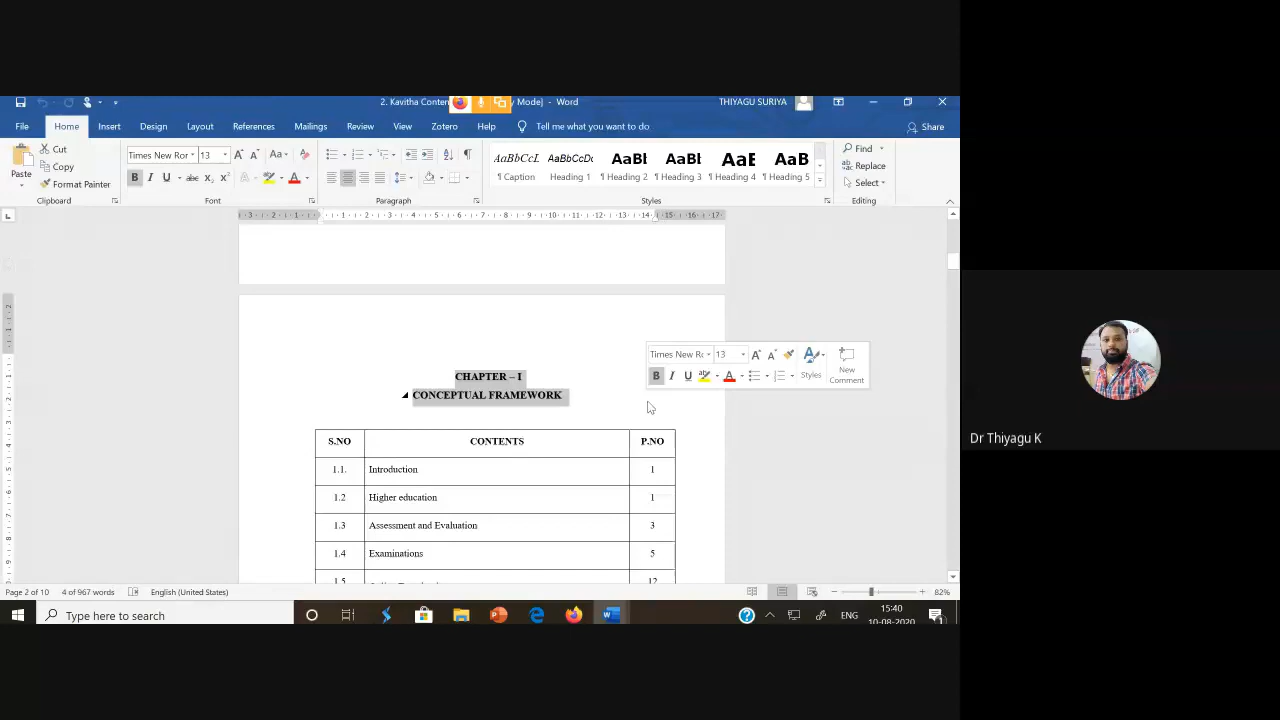 2. Kavitha Conten y Mode] - Word
THIYAGU SURIYA
File Home Insert Design Layout References Mailings Review View Zotero Help Tell me what you want to do Share
Paste
Cut
Copy
Format Painter
Clipboard
Times New Ror 13
Font
Paragraph
AaBbCcL AaBbCcDc AaBl AaBb AaE AaB
¶ Caption Heading 1 ¶ Heading 2 ¶ Heading 3 ¶ Heading 4 ¶ Heading 5
Styles
Find
Replace
Select
Editing
CHAPTER – I
CONCEPTUAL FRAMEWORK
Times New Rc 13
Styles
New
Comment
S.NO CONTENTS P.NO
1.1. Introduction 1
1.2 Higher education 1
1.3 Assessment and Evaluation 3
1.4 Examinations 5
1.5 12
Page 2 of 10 4 of 967 words English (United States) 82%
Type here to search
ENG
15:40
10-08-2020
Dr Thiyagu K